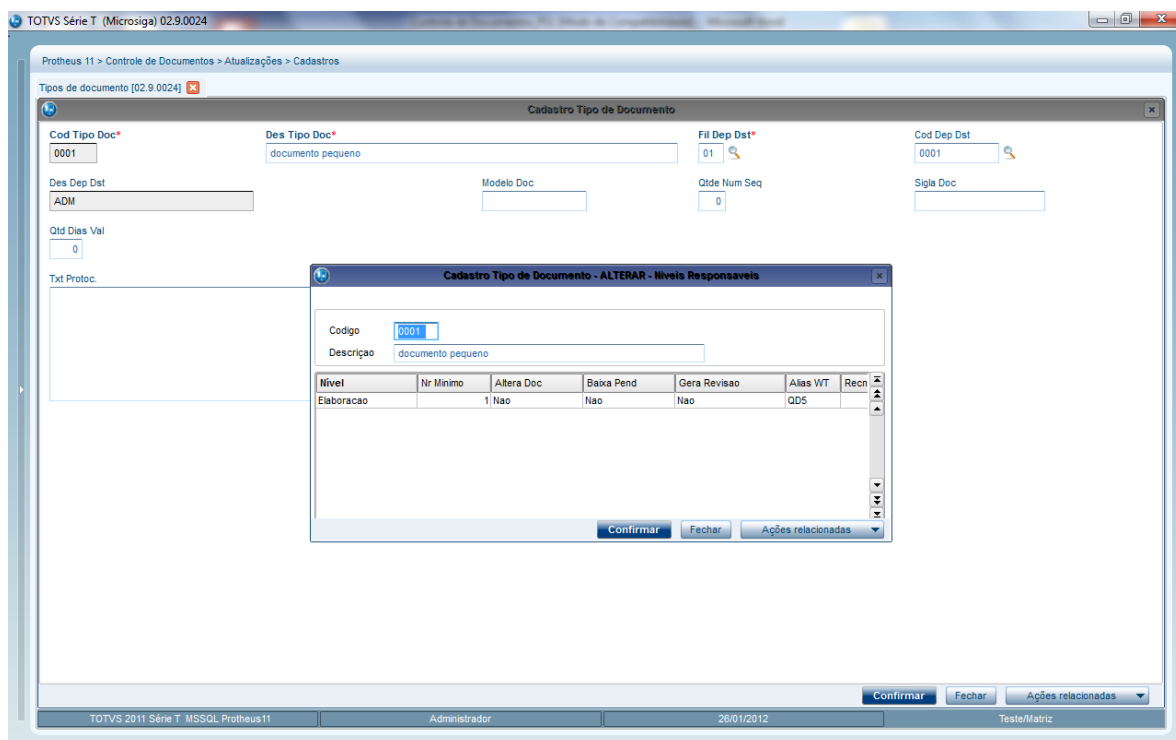 TOTVS Série T (Microsiga) 02.9.0024
Protheus 11 > Controle de Documentos > Atualizações > Cadastros
Tipos de documento [02.9.0024]
Cadastro Tipo de Documento
Cod Tipo Doc* Des Tipo Doc* Fil Dep Dst* Cod Dep Dst
0001 documento pequeno 01 0001
Des Dep Dst Modelo Doc Qtde Num Seq Sigla Doc
ADM 0
Qtd Dias Val
0
Txt Protoc.
Cadastro Tipo de Documento - ALTERAR - Niveis Responsaveis
Codigo 0001
Descriçao documento pequeno
Nivel Nr Minimo Altera Doc Baixa Pend Gera Revisao Alias WT Recn
Elaboracao 1 Nao Nao Nao QD5
Confirmar Fechar Ações relacionadas
Confirmar Fechar Ações relacionadas
TOTVS 2011 Série T MSSQL Protheus11 Administrador 26/01/2012 Teste/Matriz